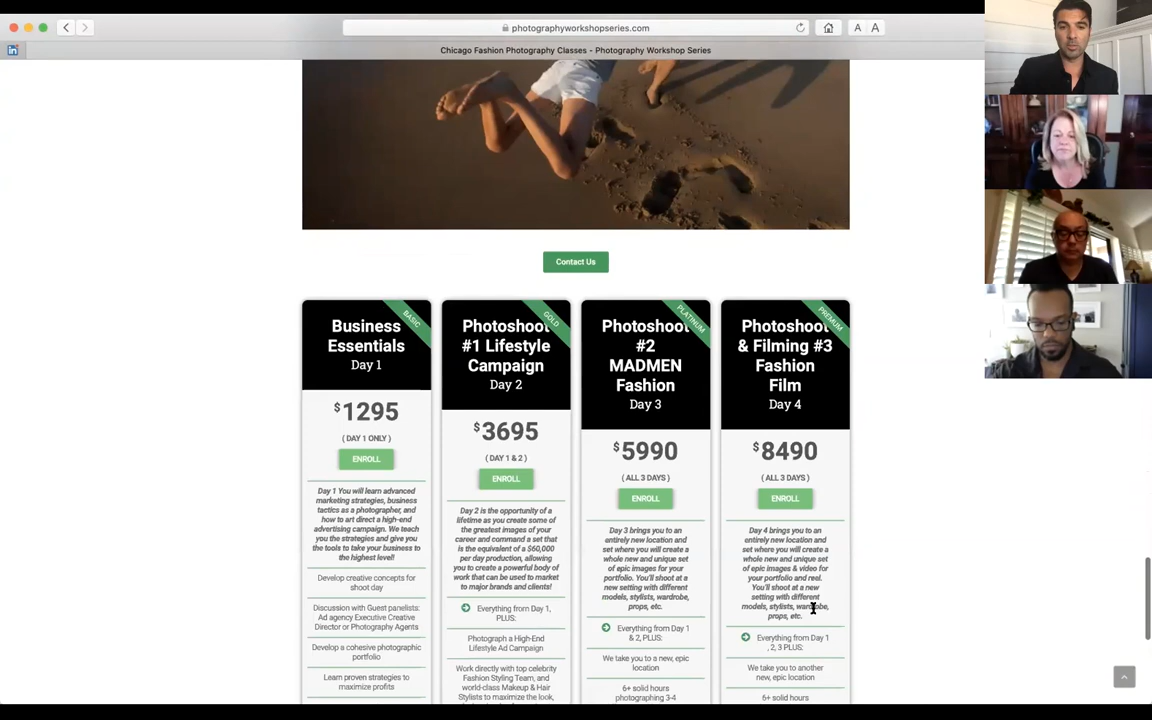 photographyworkshopseries.com
A A
in
Chicago Fashion Photography Classes - Photography Workshop Series
Contact Us
BASIC
Business
Essentials
Day 1
$1295
( DAY 1 ONLY )
ENROLL
Day 1 You will learn advanced
marketing strategies, business
tactics as a photographer, and
how to art direct a high-end
advertising campaign. We teach
you the strategies and give you
the tools to take your business to
the highest level!
Develop creative concepts for
shoot day
Discussion with Guest panelists:
Ad agency Executive Creative
Director or Photography Agents
Develop a cohesive photographic
portfolio
Learn proven strategies to
maximize profits
GOLD
Photoshoot
#1 Lifestyle
Campaign
Day 2
$3695
( DAY 1 & 2 )
ENROLL
Day 2 is the opportunity of a
lifetime as you create some of
the greatest images of your
career and command a set that
is the equivalent of a $60,000
per day production, allowing
you to create a powerful body of
work that can be used to market
to major brands and clients!
Everything from Day 1,
PLUS:
Photograph a High-End
Lifestyle Ad Campaign
Work directly with top celebrity
Fashion Styling Team, and
world-class Makeup & Hair
Stylists to maximize the look,
PLATINUM
Photoshoot
#2
MADMEN
Fashion
Day 3
$5990
( ALL 3 DAYS )
ENROLL
Day 3 brings you to an
entirely new location and
set where you will create a
whole new and unique set
of epic images for your
portfolio. You'll shoot at a
new setting with different
models, stylists, wardrobe,
props, etc.
Everything from Day 1
& 2, PLUS:
We take you to a new, epic
location
6+ solid hours
photographing 3-4
PREMIUM
Photoshoot
& Filming #3
Fashion
Film
Day 4
$8490
( ALL 3 DAYS )
ENROLL
Day 4 brings you to an
entirely new location and
set where you will create a
whole new and unique set
of epic images & video for
your portfolio and reel.
You'll shoot at a new
setting with different
models, stylists, wardrobe,
props, etc.
Everything from Day 1
, 2, 3 PLUS:
We take you to another
new, epic location
6+ solid hours